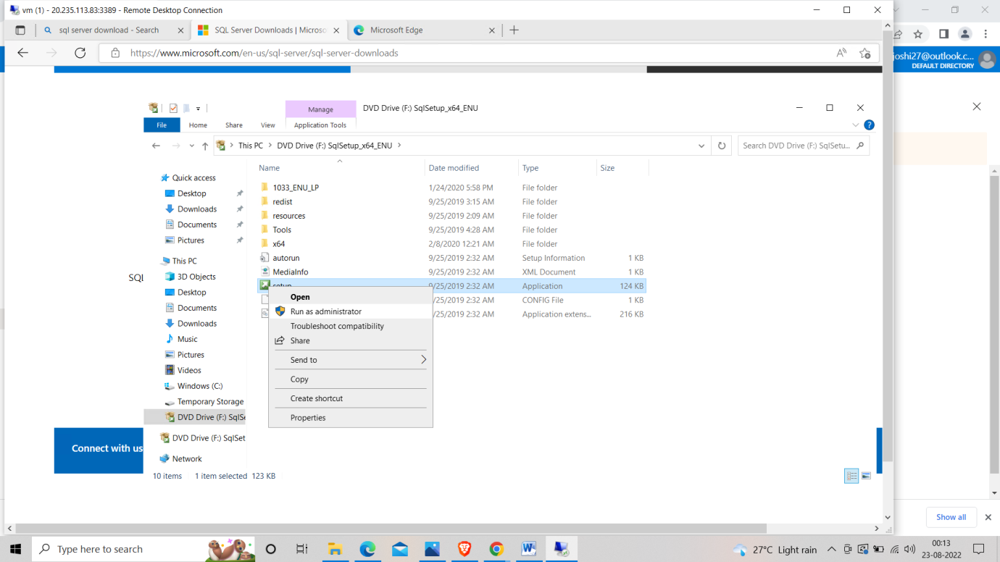 vm (1) - 20.235.113.83:3389 - Remote Desktop Connection
sql server download - Search
SQL Server Downloads | Microso
Microsoft Edge
https://www.microsoft.com/en-us/sql-server/sql-server-downloads
joshi27@outlook.c...
DEFAULT DIRECTORY
Manage
DVD Drive (F:) SqlSetup_x64_ENU
File Home Share View Application Tools
This PC > DVD Drive (F:) SqlSetup_x64_ENU >
Search DVD Drive (F:) SqlSetu...
Name Date modified Type Size
Quick access
Desktop
Downloads
Documents
Pictures
This PC
3D Objects
Desktop
Documents
Downloads
Music
Pictures
Videos
Windows (C:)
Temporary Storage
DVD Drive (F:) SqlSe
DVD Drive (F:) SqlSet
Network
1033_ENU_LP 1/24/2020 5:58 PM File folder
redist 9/25/2019 3:15 AM File folder
resources 9/25/2019 2:09 AM File folder
Tools 9/25/2019 4:28 AM File folder
x64 2/8/2020 12:21 AM File folder
autorun 9/25/2019 2:32 AM Setup Information 1 KB
MediaInfo 9/25/2019 2:32 AM XML Document 1 KB
setup 9/25/2019 2:32 AM Application 124 KB
/25/2019 2:32 AM CONFIG File 1 KB
/25/2019 2:32 AM Application extens... 216 KB
Open
Run as administrator
Troubleshoot compatibility
Share
Send to
Copy
Create shortcut
Properties
SQL
Connect with us
10 items 1 item selected 123 KB
Show all
Type here to search
27°C Light rain
00:13
23-08-2022